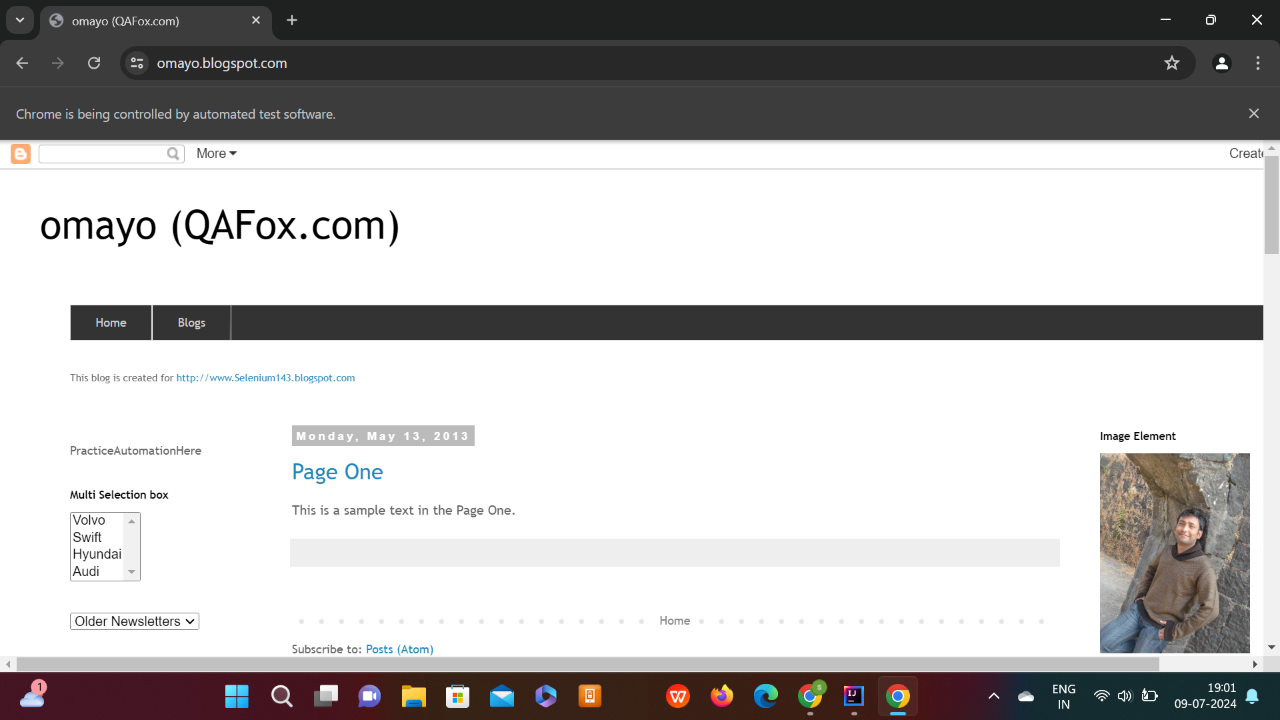 omayo (QAFox.com)
omayo.blogspot.com
Chrome is being controlled by automated test software.
More
Create
omayo (QAFox.com)
Home
Blogs
This blog is created for http://www.Selenium143.blogspot.com
PracticeAutomationHere
Multi Selection box
Volvo
Swift
Hyundai
Audi
Older Newsletters
Monday, May 13, 2013
Page One
This is a sample text in the Page One.
Home
Subscribe to: Posts (Atom)
Image Element
1
S
ENG
IN
19:01
09-07-2024